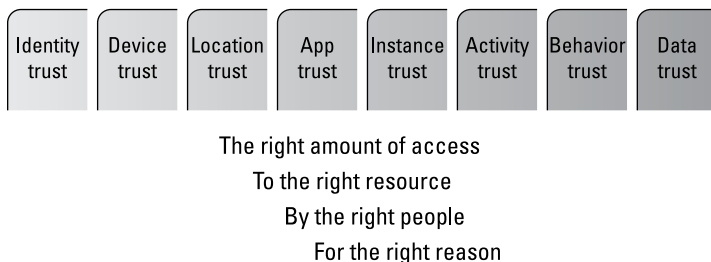 Identity trust
Device trust
Location trust
App trust
Instance trust
Activity trust
Behavior trust
Data trust
The right amount of access
To the right resource
By the right people
For the right reason